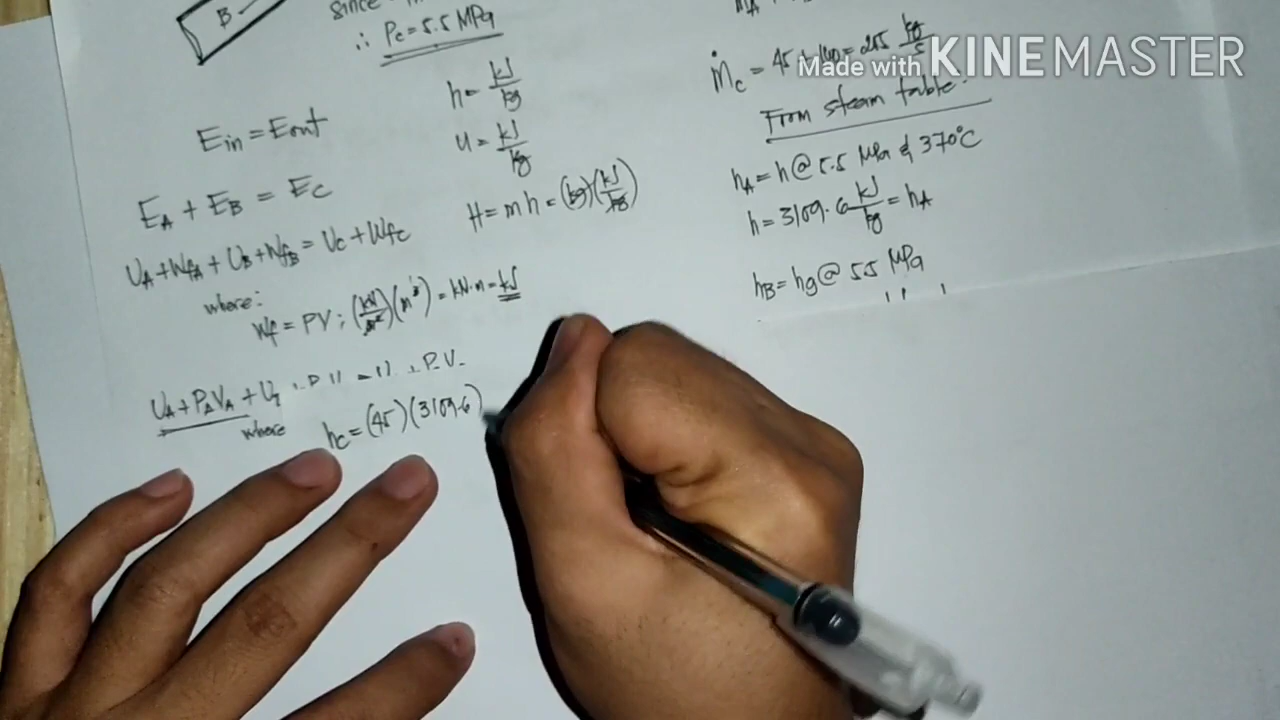 B
since
∴ Pc = 5.5 MPa
h = kJ/kg
u = kJ/kg
Ein = Eout
EA + EB = EC
H = mh = (kg)(kJ/kg)
UA + WfA + UB + WfB = UC + WfC
where:
Wf = PV ; (kN/m²)(m³) = kN·m = kJ
UA + PAVA +
where
hc = (45)(3109.6)
ṁC = 45 + kg/s
From steam table:
hA = h @ 5.5 MPa & 370°C
h = 3109.6 kJ/kg = hA
hB = hg @ 5.5 MPa
Made with KINEMASTER